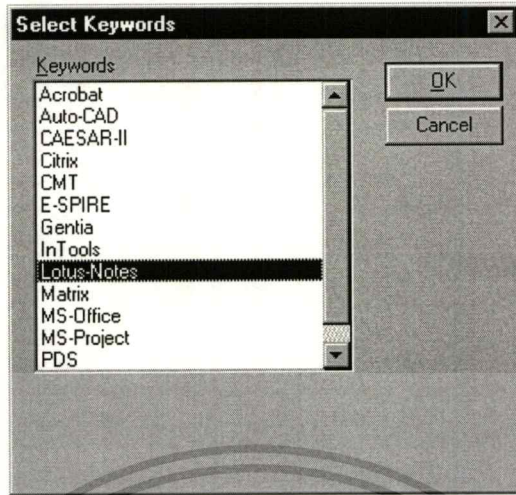 Select Keywords
Keywords
OK
Cancel
Acrobat
Auto-CAD
CAESAR-II
Citrix
CMT
E-SPIRE
Gentia
InTools
Lotus-Notes
Matrix
MS-Office
MS-Project
PDS